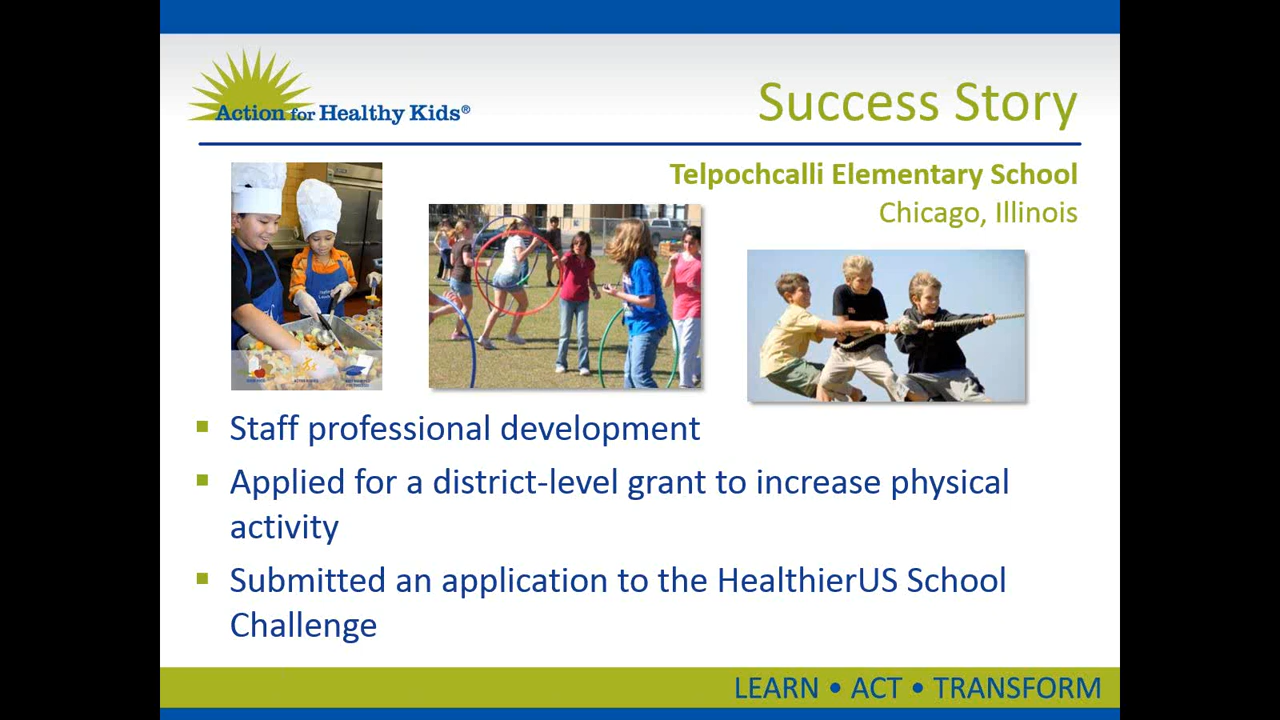 Action for Healthy Kids®
Success Story
Telpochcalli Elementary School
Chicago, Illinois
Staff professional development
Applied for a district-level grant to increase physical
activity
Submitted an application to the HealthierUS School
Challenge
LEARN • ACT • TRANSFORM